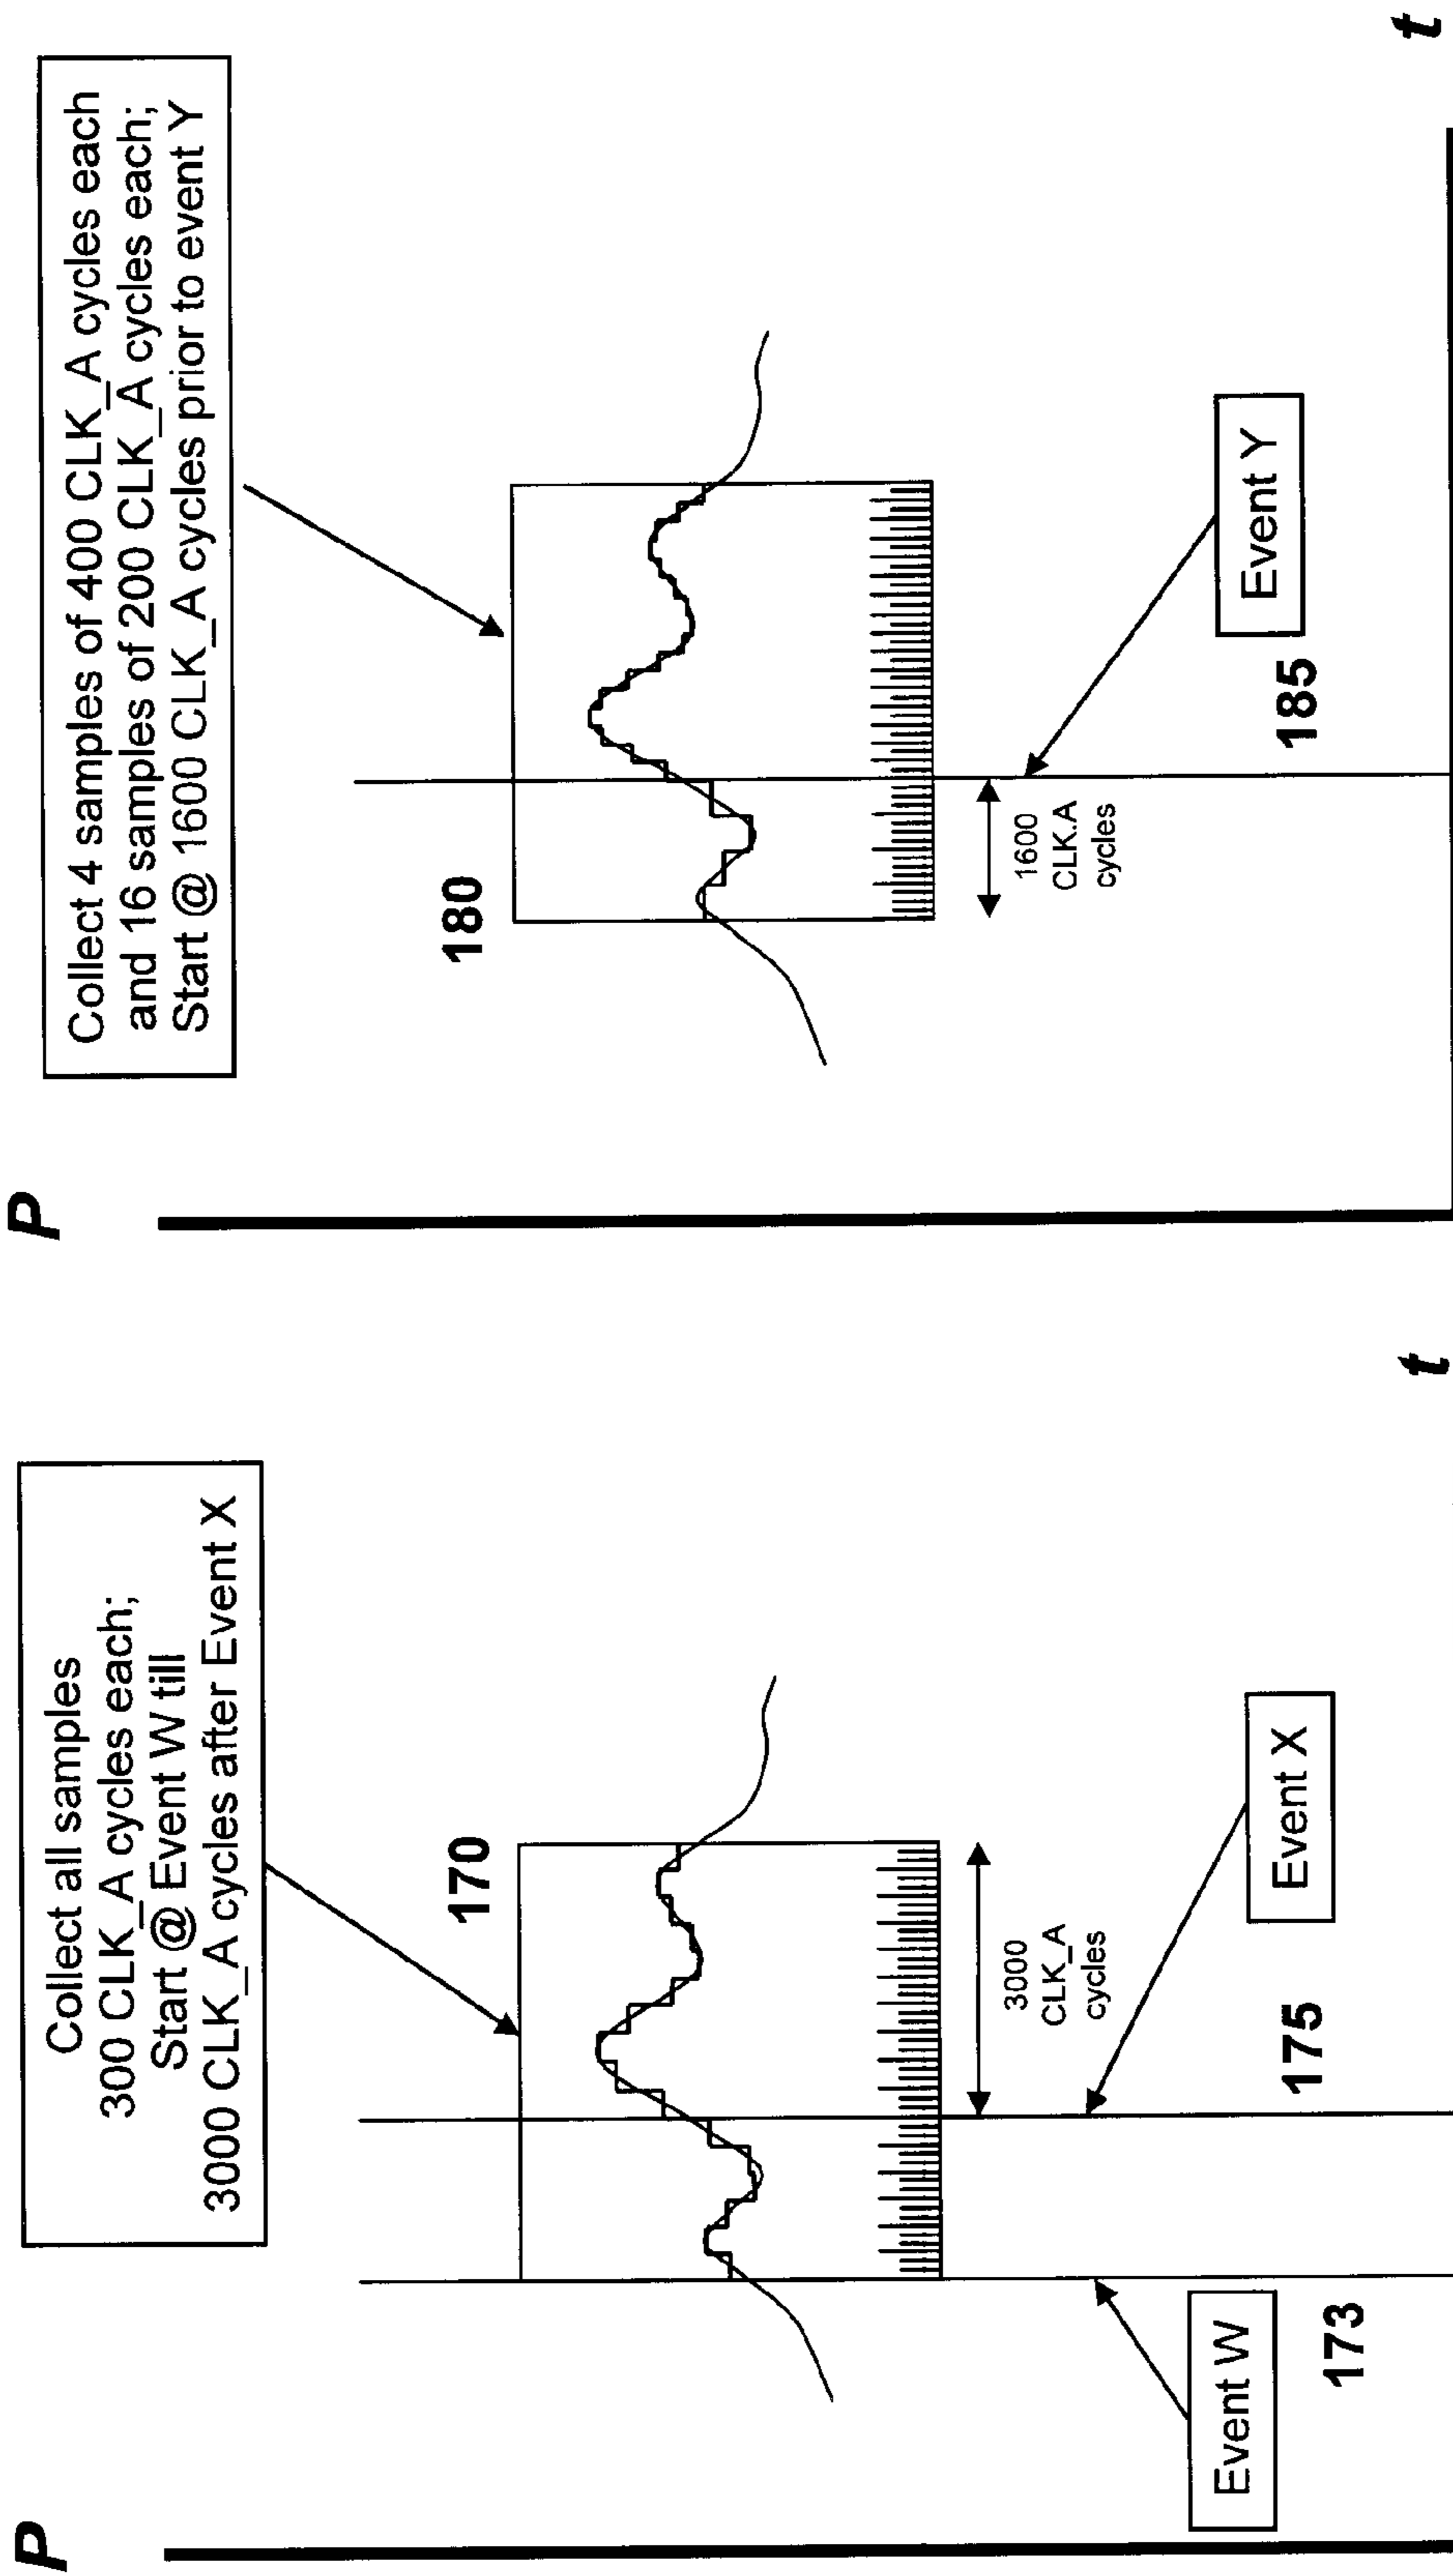 P
Collect all samples
300 CLK_A cycles each;
Start @ Event W till
3000 CLK_A cycles after Event X
170
3000
CLK_A
cycles
Event W
173
Event X
175
t
P
Collect 4 samples of 400 CLK_A cycles each
and 16 samples of 200 CLK_A cycles each;
Start @ 1600 CLK_A cycles prior to event Y
180
1600
CLK.A
cycles
Event Y
185
t